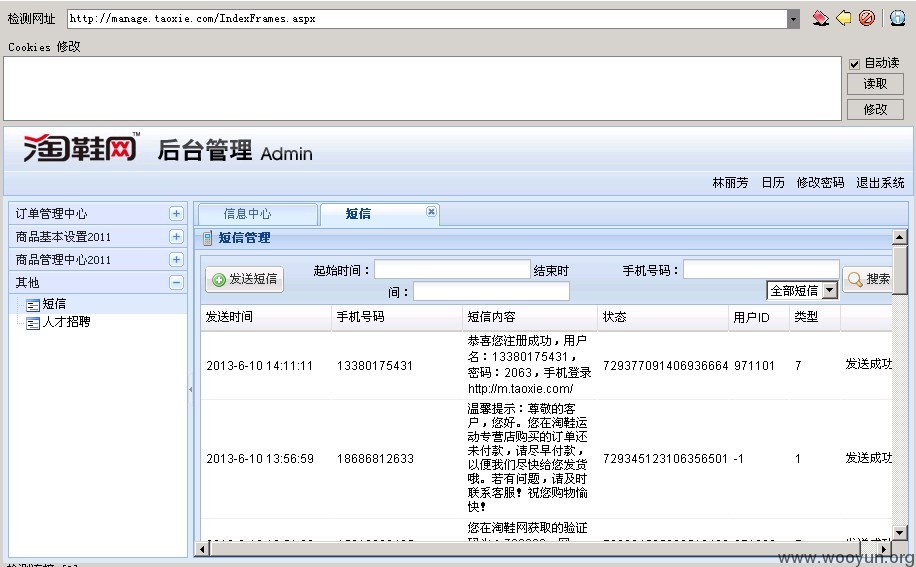 检测网址 http://manage.taoxie.com/IndexFrames.aspx
Cookies 修改
自动读
读取
修改
淘鞋网™ 后台管理 Admin
林丽芳 日历 修改密码 退出系统
订单管理中心
商品基本设置2011
商品管理中心2011
其他
短信
人才招聘
信息中心 短信
短信管理
发送短信 起始时间： 结束时 手机号码：
间： 全部短信 搜索
发送时间 手机号码 短信内容 状态 用户ID 类型
恭喜您注册成功，用户
名：13380175431，
2013-6-10 14:11:11 13380175431 密码：2063，手机登录 729377091406936664 971101 7 发送成功
http://m.taoxie.com/
温馨提示：尊敬的客
户，您好。您在淘鞋运
动专营店购买的订单还
未付款，请尽早付款，
2013-6-10 13:56:59 18686812633 以便我们尽快给您发货 729345123106356501 -1 1 发送成功
哦。若有问题，请及时
联系客服！祝您购物愉
快！
您在淘鞋网获取的验证
www.wooyun.org